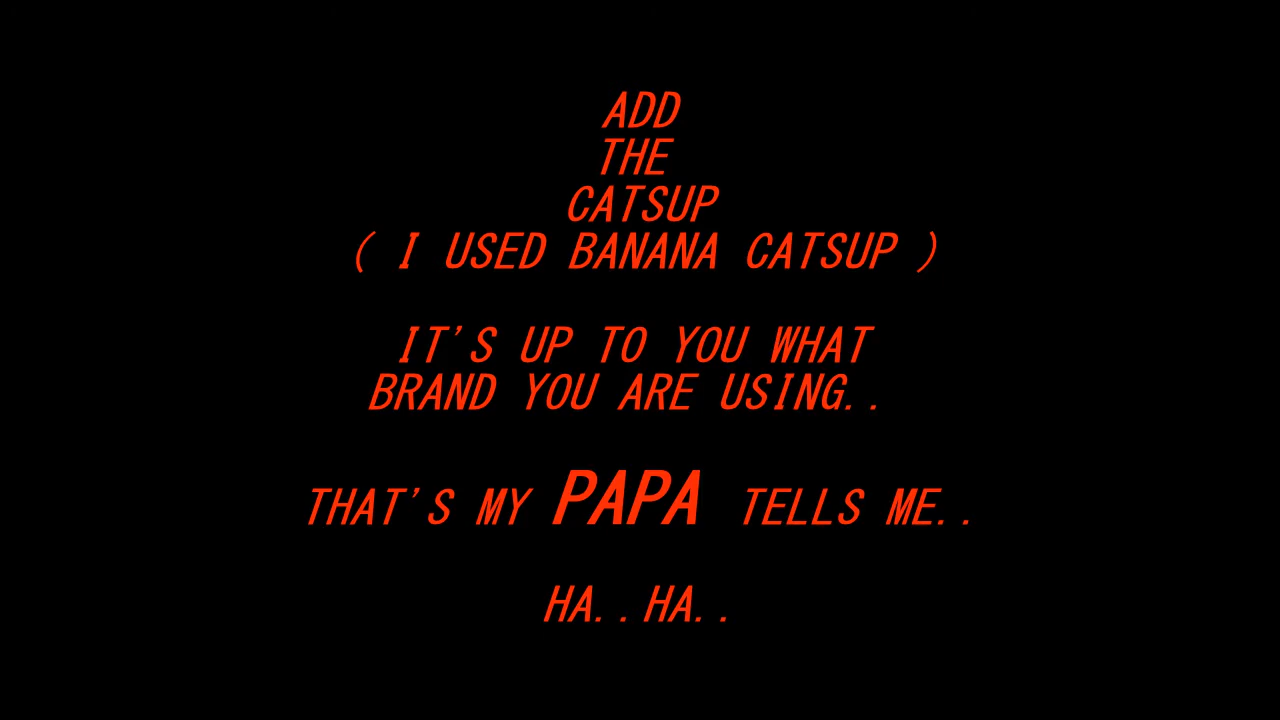 ADD
THE
CATSUP
( I USED BANANA CATSUP )
IT'S UP TO YOU WHAT
BRAND YOU ARE USING..
THAT'S MY PAPA TELLS ME..
HA..HA..